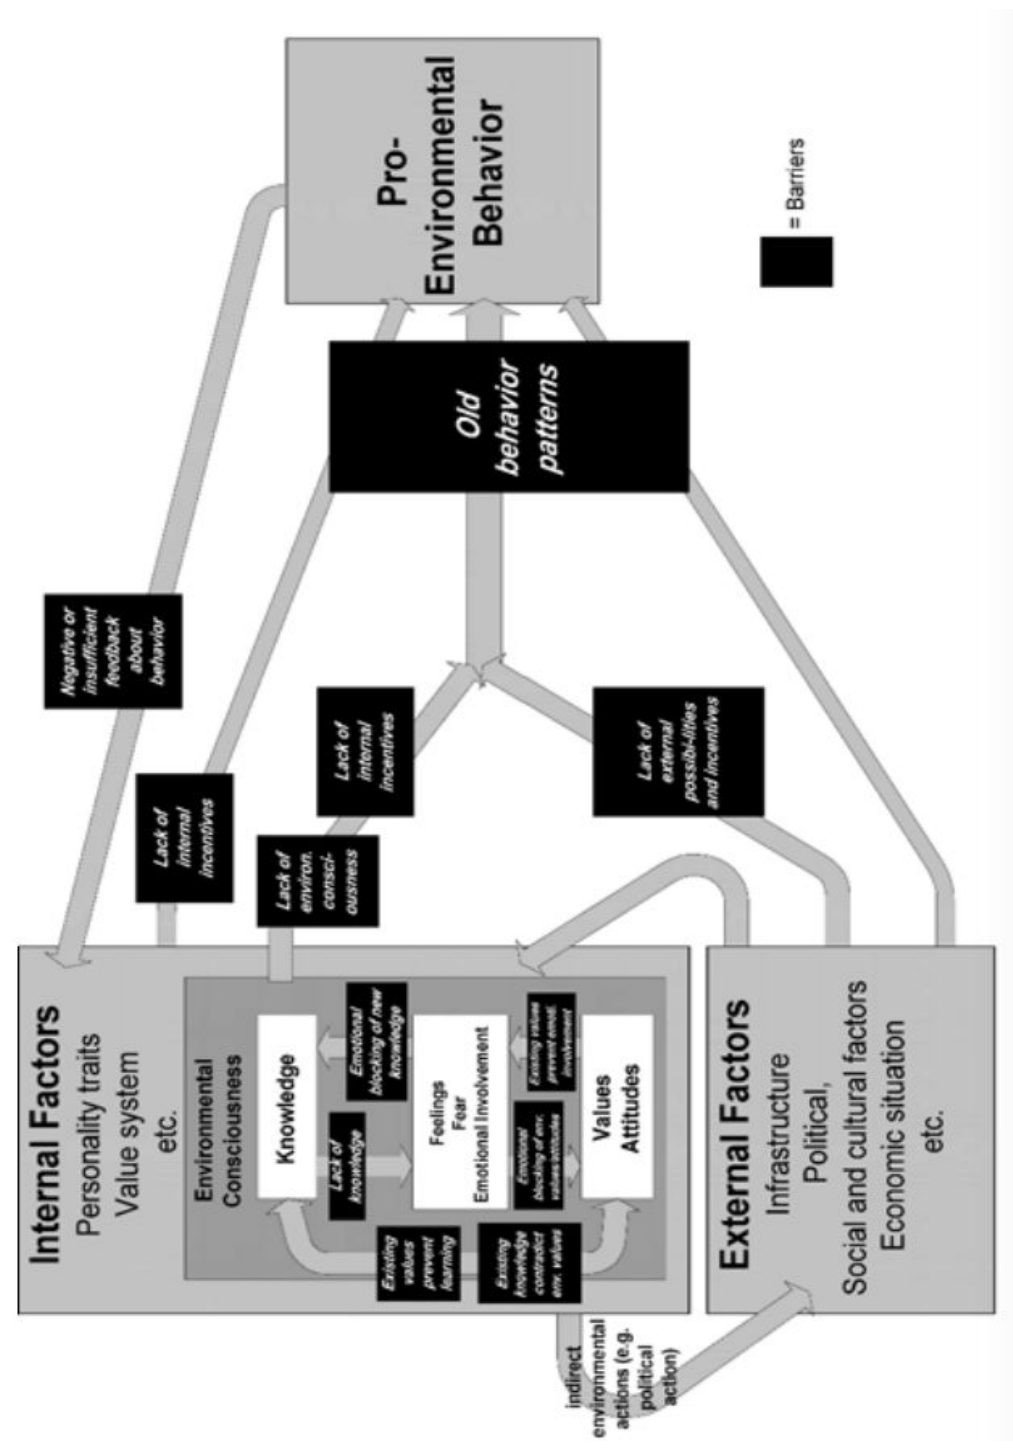 Internal Factors
Personality traits
Value system
etc.
Environmental
Consciousness
Knowledge
Lack of
knowledge
Emotional
blocking of new
knowledge
Feelings
Fear
Emotional Involvement
Existing
values
prevent
learning
Existing
knowledge
contradict
env. values
Emotional
blocking of env.
values/attitudes
Existing values
prevent emot.
involvement
Values
Attitudes
indirect
environmental
actions (e.g.
political
action)
External Factors
Infrastructure
Political,
Social and cultural factors
Economic situation
etc.
Negative or
insufficient
feedback
about
behavior
Lack of
internal
incentives
Lack of
environ.
consci-
ousness
Lack of
internal
incentives
Lack of
external
possibi-lities
and incentives
Old
behavior
patterns
Pro-
Environmental
Behavior
= Barriers